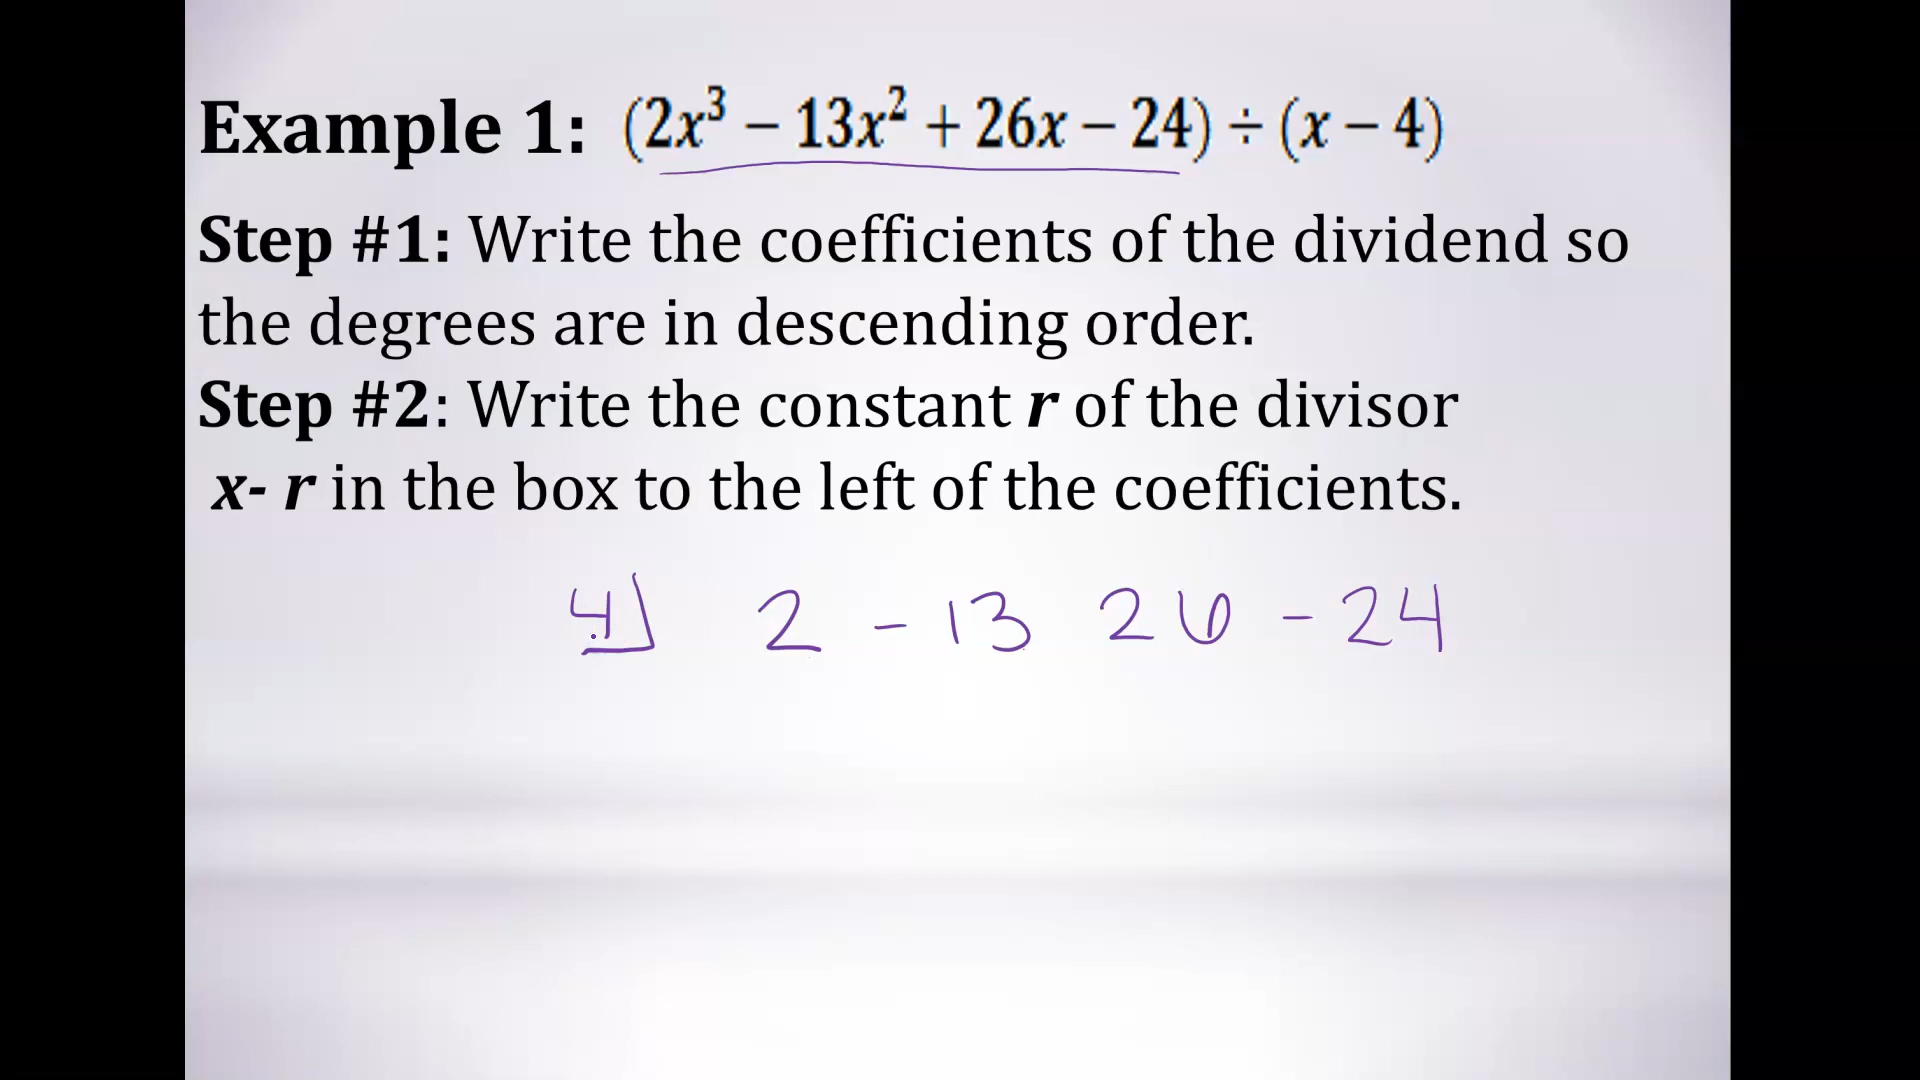 Example 1: (2x³ − 13x² + 26x − 24) ÷ (x − 4)
Step #1: Write the coefficients of the dividend so
the degrees are in descending order.
Step #2: Write the constant r of the divisor
x- r in the box to the left of the coefficients.
4 2 -13 26 -24